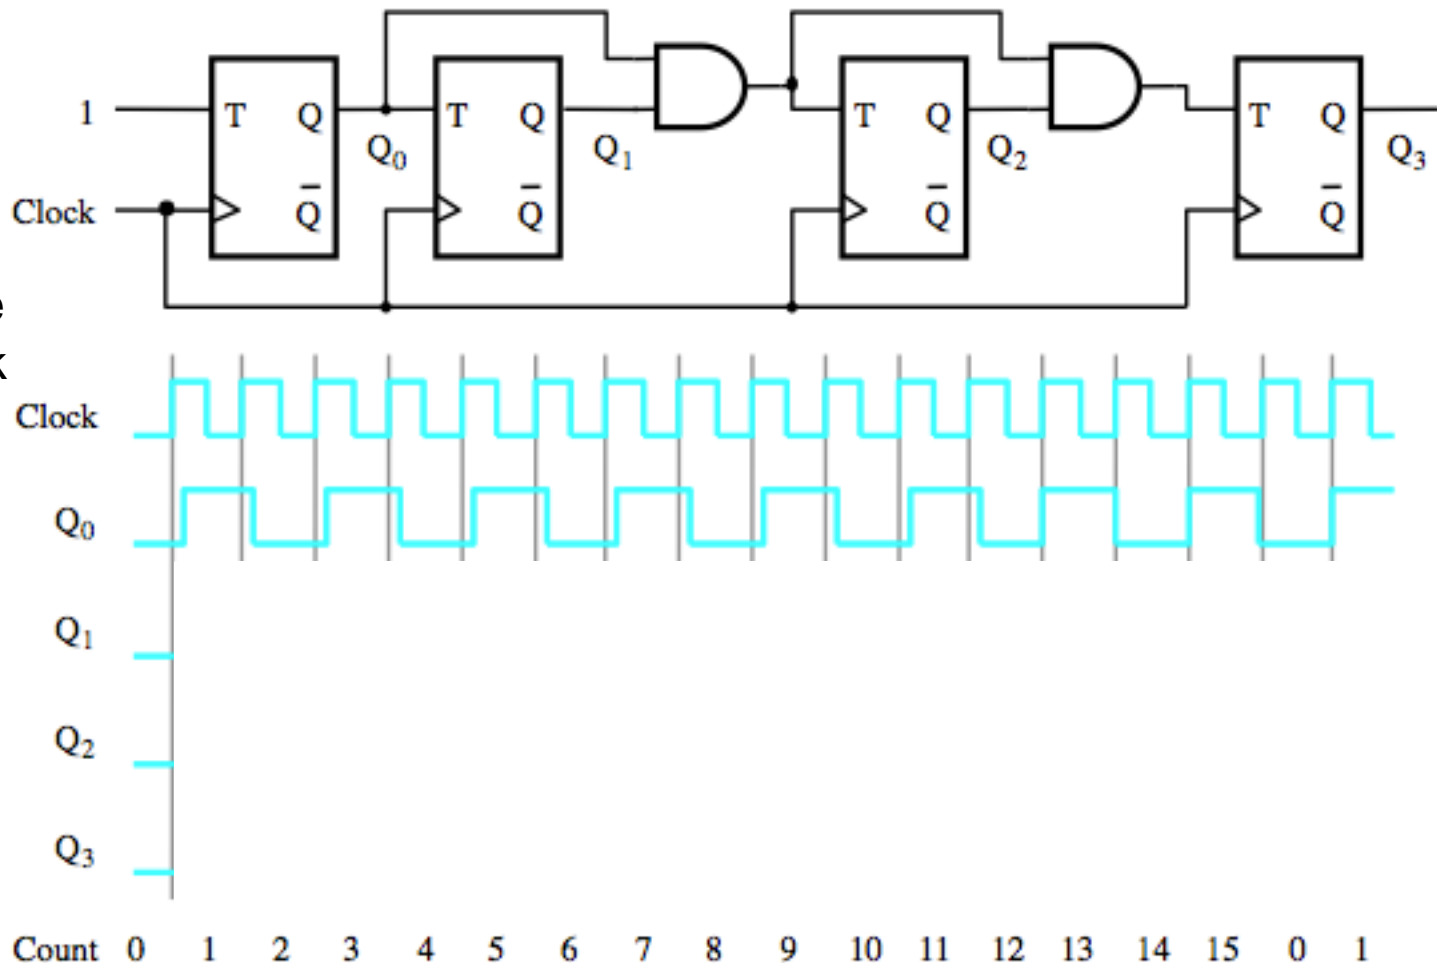 1 T Q T Q T Q T Q
Q0 Q1 Q2 Q3
Clock Q̅ Q̅ Q̅ Q̅
e
k
Clock
Q0
Q1
Q2
Q3
Count 0 1 2 3 4 5 6 7 8 9 10 11 12 13 14 15 0 1